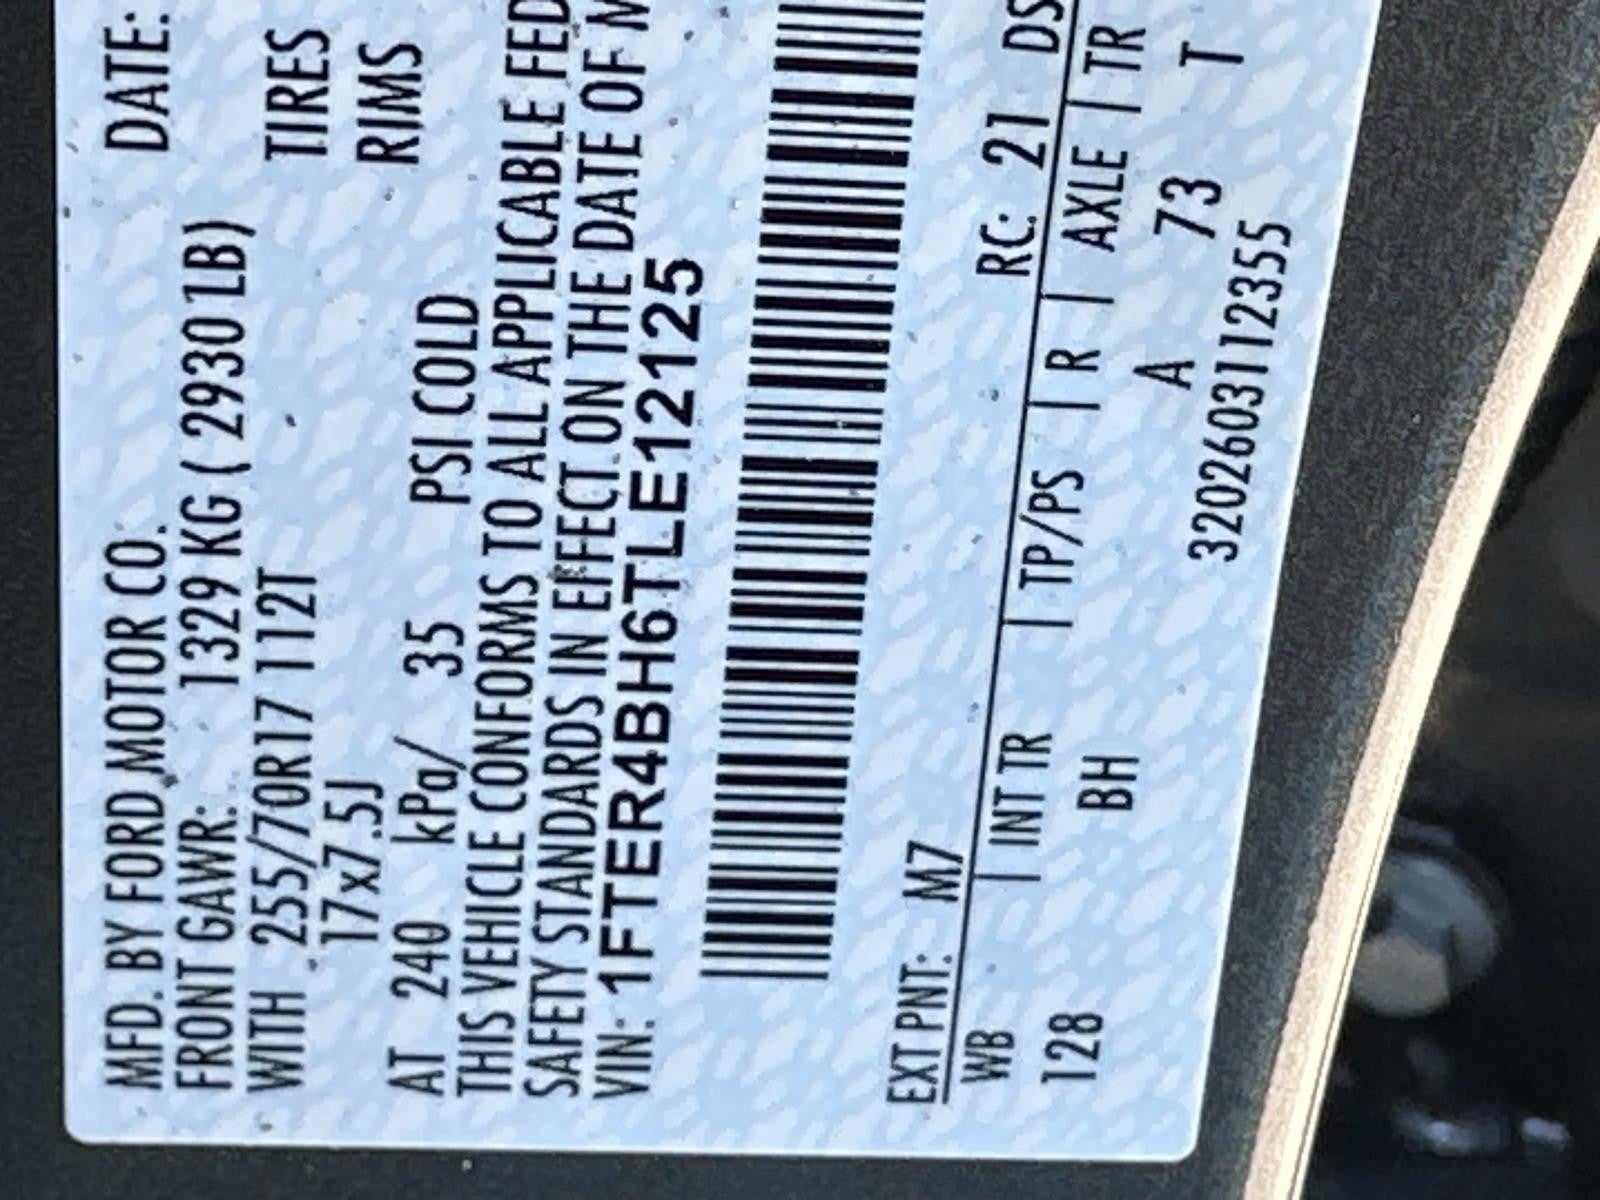 MFD. BY FORD MOTOR CO. DATE:
FRONT GAWR: 1329 KG ( 2930 LB)
WITH 255/70R17 112T TIRES
17x7.5J RIMS
AT 240 kPa/ 35 PSI COLD
THIS VEHICLE CONFORMS TO ALL APPLICABLE FED
SAFETY STANDARDS IN EFFECT ON THE DATE OF M
VIN: 1FTER4BH6TLE12125
EXT PNT: M7 RC: 21 DS
WB | INT TR | TP/PS | R | AXLE | TR
128 BH A 73 T
3202603112355